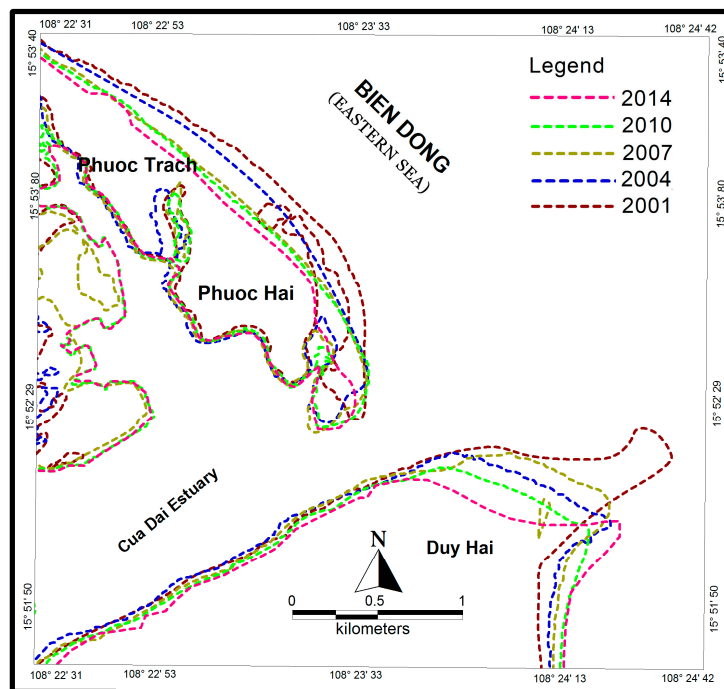 108° 22' 31
108° 22' 53
108° 23' 33
108° 24' 13
108° 24' 42
15° 53' 40
15° 53' 40
BIEN DONG
(EASTERN SEA)
Legend
2014
2010
2007
2004
2001
Phuoc Trach
15° 53' 80
15° 53' 80
Phuoc Hai
15° 52' 29
15° 52' 29
Cua Dai Estuary
N
Duy Hai
15° 51' 50
15° 51' 50
0 0.5 1
kilometers
108° 22' 31
108° 22' 53
108° 23' 33
108° 24' 13
108° 24' 42